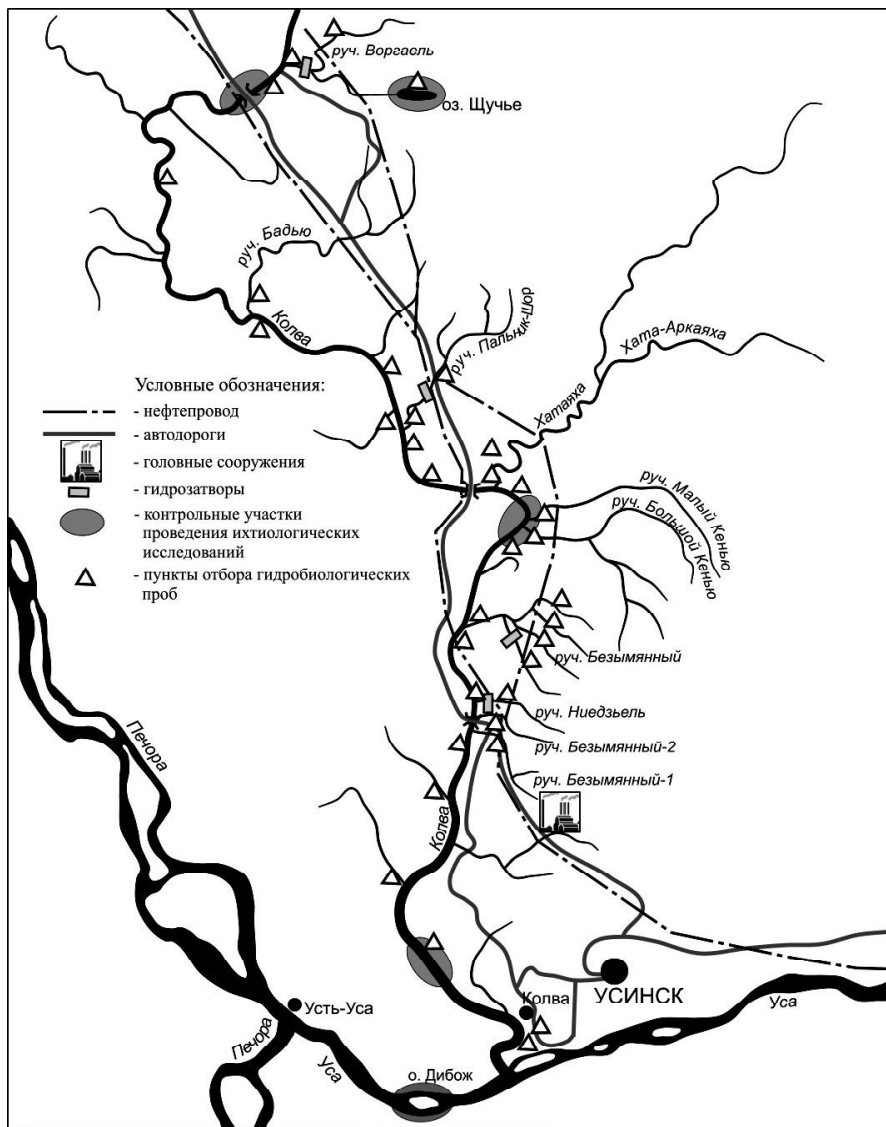 руч. Воргаель
оз. Щучье
руч. Бадью
Колва
руч. Пальник-Шор
Хата-Аркаяха
Хатаяха
Условные обозначения:
- нефтепровод
- автодороги
- головные сооружения
- гидрозатворы
- контрольные участки
проведения ихтиологических
исследований
- пункты отбора гидробиологических
проб
руч. Малый Кенью
руч. Большой Кенью
руч. Безымянный
руч. Ниедзьель
руч. Безымянный-2
руч. Безымянный-1
Печора
Колва
УСИНСК
Колва
Уса
Усть-Уса
Печора
Уса
о. Дибож